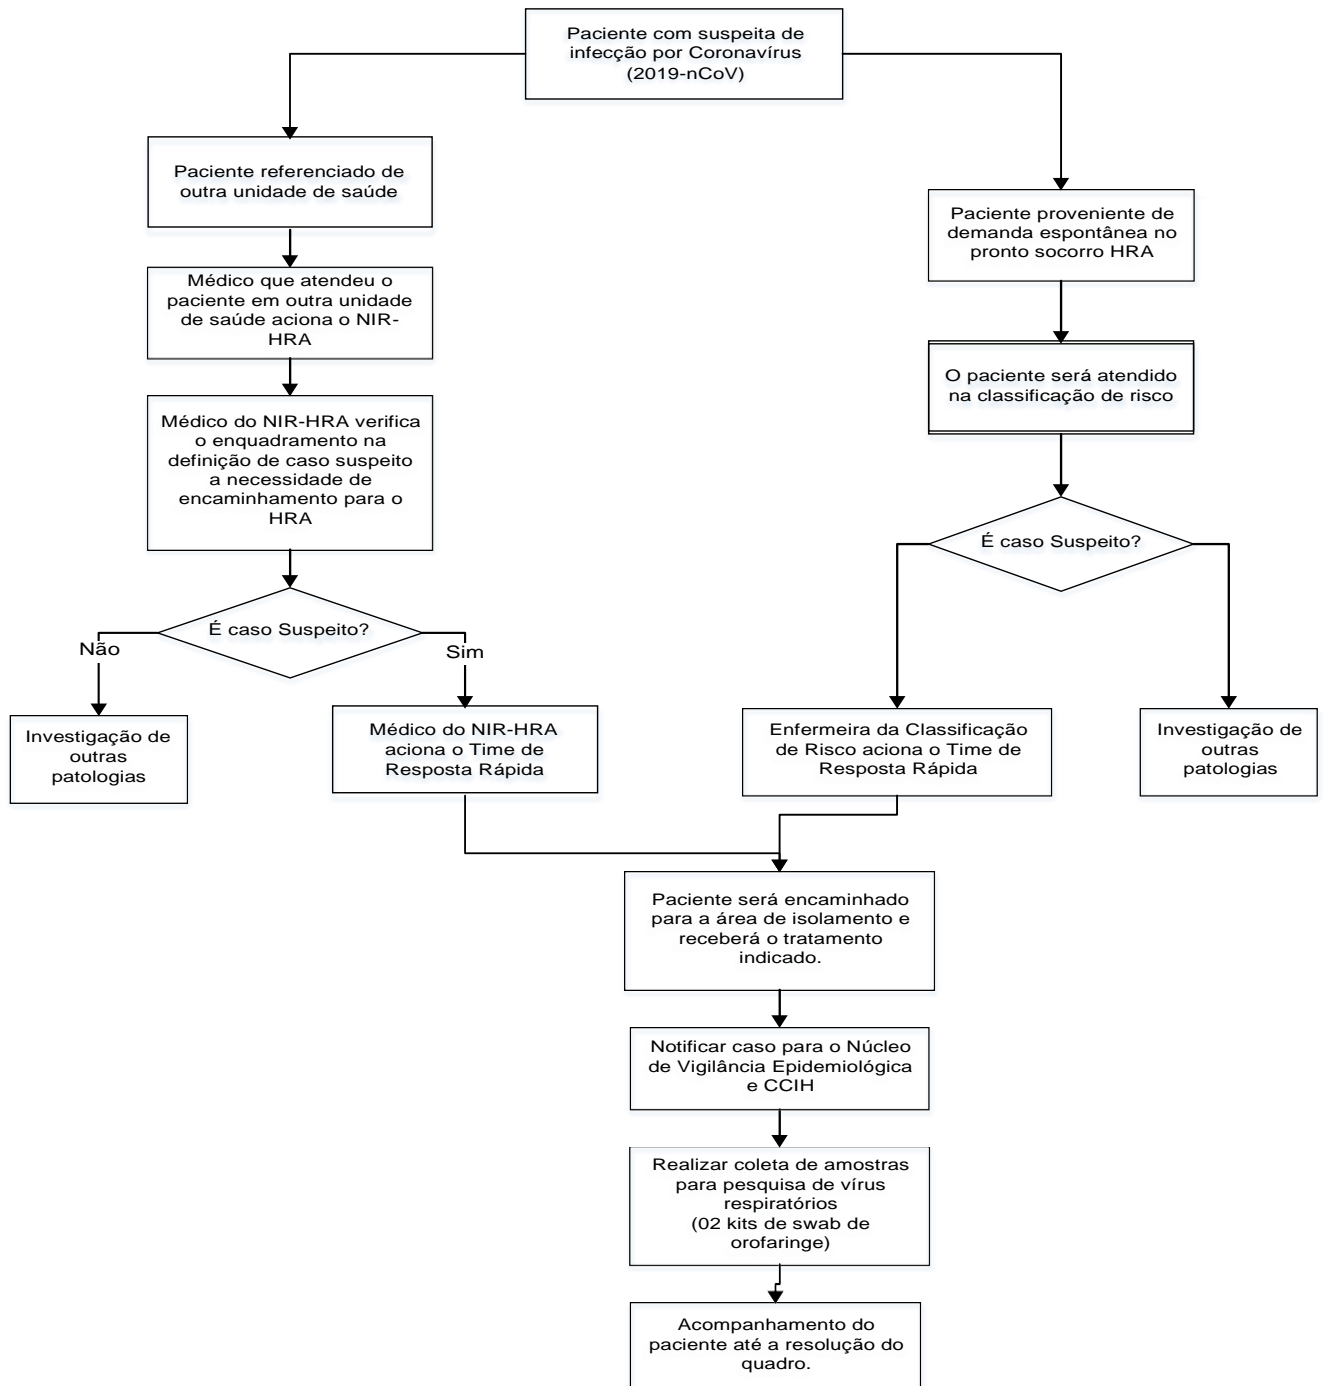 Paciente com suspeita de
infecção por Coronavírus
(2019-nCoV)
Paciente referenciado de
outra unidade de saúde
Médico que atendeu o
paciente em outra unidade
de saúde aciona o NIR-
HRA
Médico do NIR-HRA verifica
o enquadramento na
definição de caso suspeito
a necessidade de
encaminhamento para o
HRA
É caso Suspeito?
Não
Sim
Investigação de
outras
patologias
Médico do NIR-HRA
aciona o Time de
Resposta Rápida
Paciente proveniente de
demanda espontânea no
pronto socorro HRA
O paciente será atendido
na classificação de risco
É caso Suspeito?
Enfermeira da Classificação
de Risco aciona o Time de
Resposta Rápida
Investigação de
outras
patologias
Paciente será encaminhado
para a área de isolamento e
receberá o tratamento
indicado.
Notificar caso para o Núcleo
de Vigilância Epidemiológica
e CCIH
Realizar coleta de amostras
para pesquisa de vírus
respiratórios
(02 kits de swab de
orofaringe)
Acompanhamento do
paciente até a resolução do
quadro.